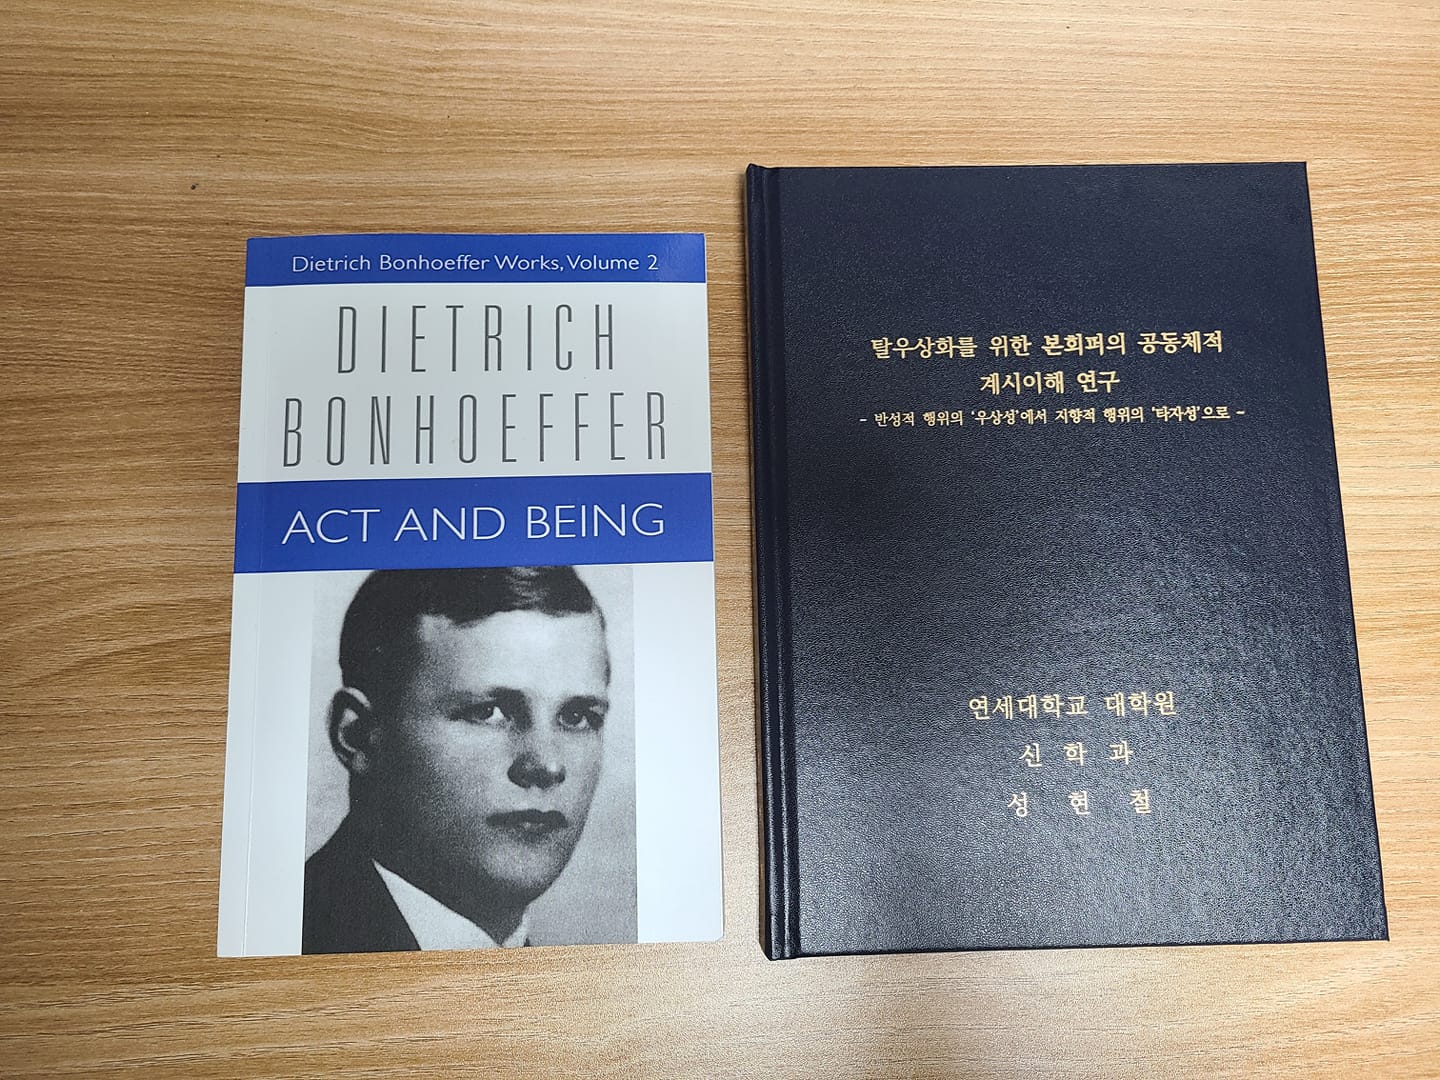 Dietrich Bonhoeffer Works, Volume 2
DIETRICH
BONHOEFFER
ACT AND BEING
탈우상화를 위한 본회퍼의 공동체적
계시이해 연구
- 반성적 행위의 '우상성'에서 지향적 행위의 '타자성'으로 -
연세대학교 대학원
신 학 과
성 현 철